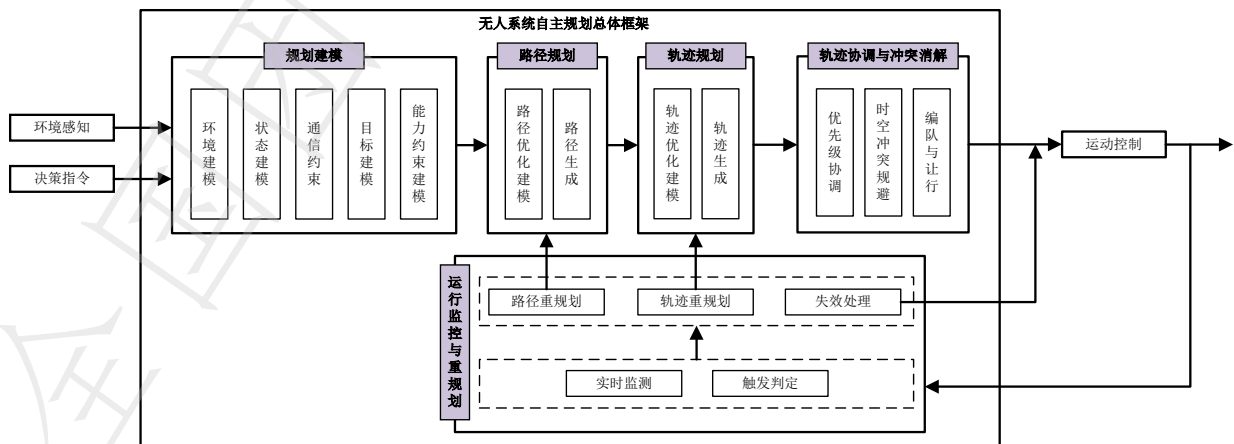 无人系统自主规划总体框架
规划建模
路径规划
轨迹规划
轨迹协调与冲突消解
环境感知
决策指令
环境建模
状态建模
通信约束
目标建模
能力约束建模
路径优化建模
路径生成
轨迹优化建模
轨迹生成
优先级协调
时空冲突规避
编队与让行
运动控制
运行监控与重规划
路径重规划
轨迹重规划
失效处理
实时监测
触发判定